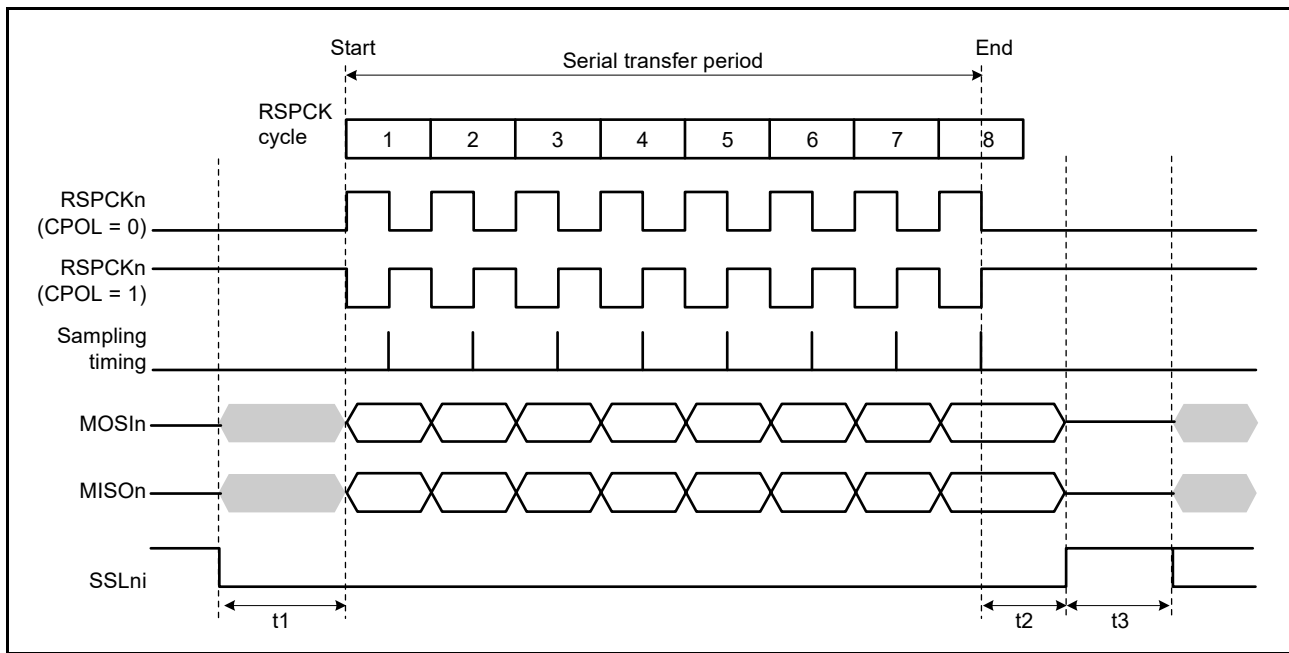 Start
End
Serial transfer period
RSPCK
cycle
1 2 3 4 5 6 7 8
RSPCKn
(CPOL = 0)
RSPCKn
(CPOL = 1)
Sampling
timing
MOSIn
MISOn
SSLni
t1 t2 t3